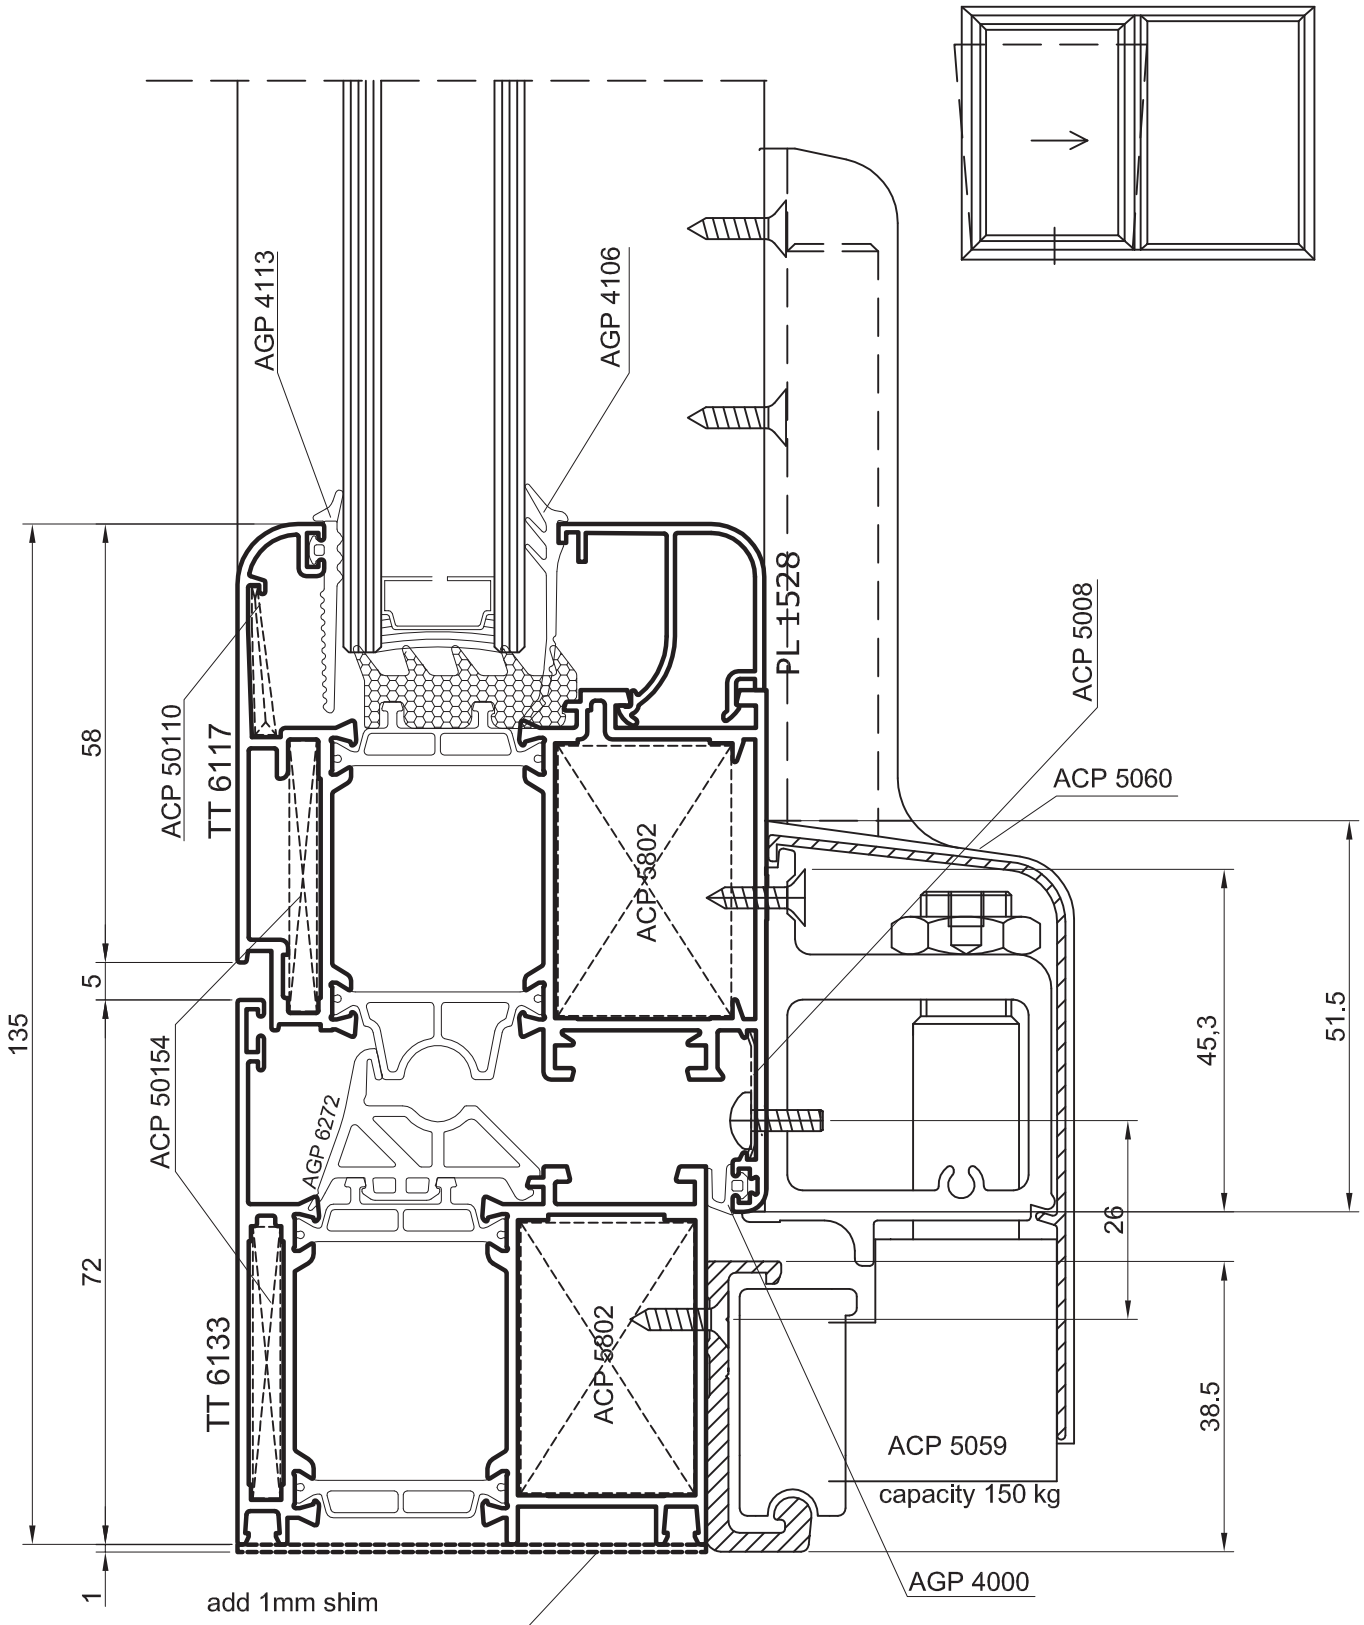 AGP 4113
AGP 4106
PL 1528
ACP 5008
ACP 50110
TT 6117
58
ACP 5060
ACP 5802
5
135
ACP 50154
45,3
51.5
AGP 6272
26
72
TT 6133
ACP 5802
38.5
ACP 5059
capacity 150 kg
AGP 4000
1
add 1mm shim